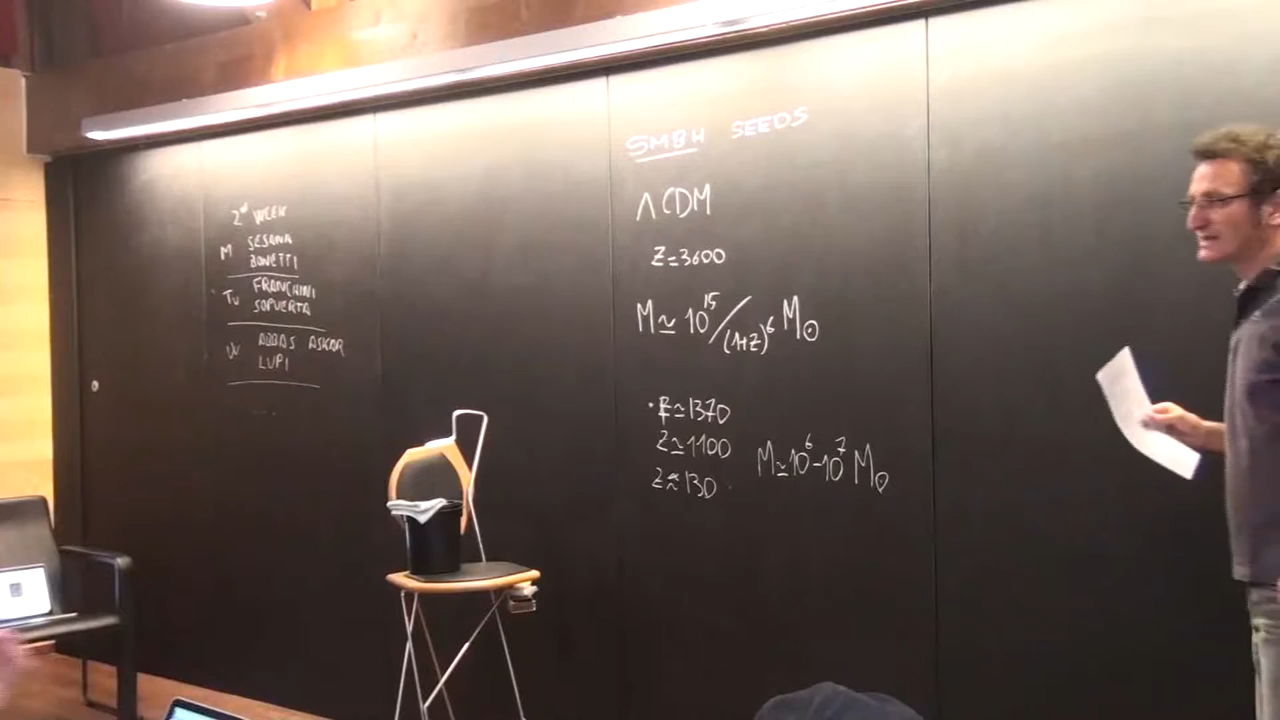 2nd WEEK
M SESANA
BONETTI
Tu FRANCHINI
SOPUERTA
W ABBAS ASKAR
LUPI
SMBH SEEDS
ΛCDM
Z=3600
M≃10^15/(1+z)^6 M⊙
Z≃1370
Z≃1100
Z≈130
M≃10^6-10^7 M⊙